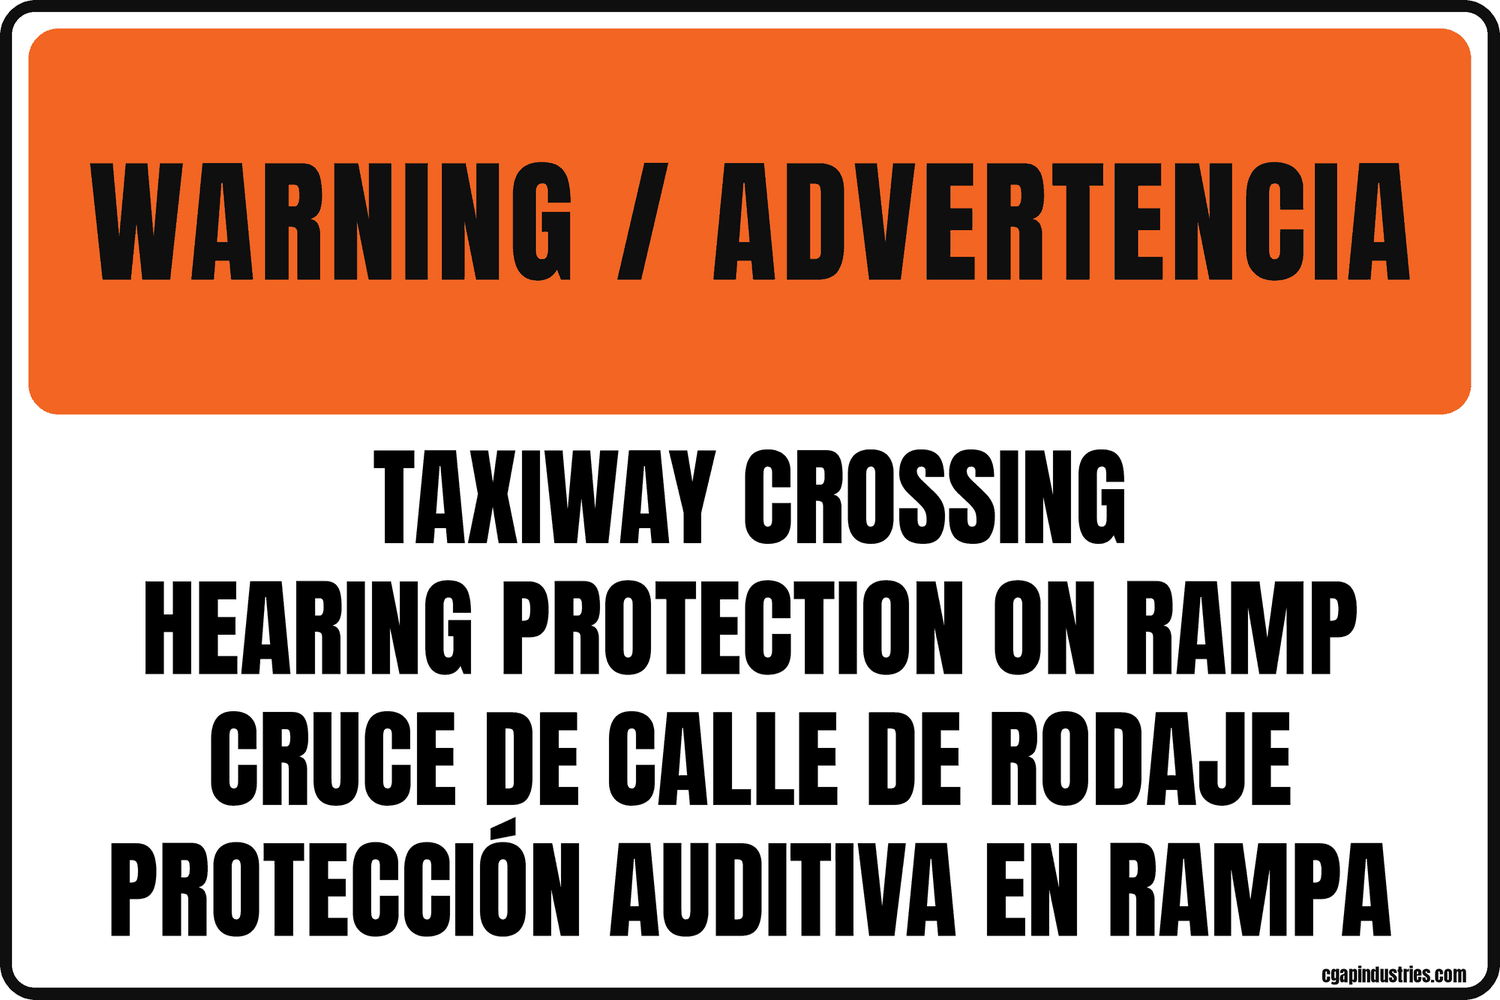 WARNING / ADVERTENCIA
TAXIWAY CROSSING
HEARING PROTECTION ON RAMP
CRUCE DE CALLE DE RODAJE
PROTECCIÓN AUDITIVA EN RAMPA
cgapindustries.com